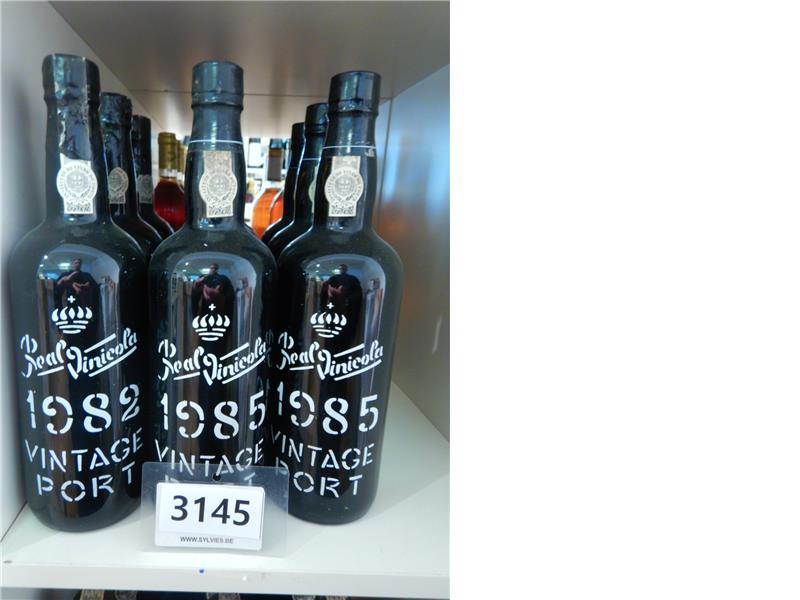 Real Vinicola
1982
VINTAGE
PORT
Real Vinicola
1985
VINTAGE
Real Vinicola
1985
VINTAGE
PORT
3145
WWW.SYLVIES.BE